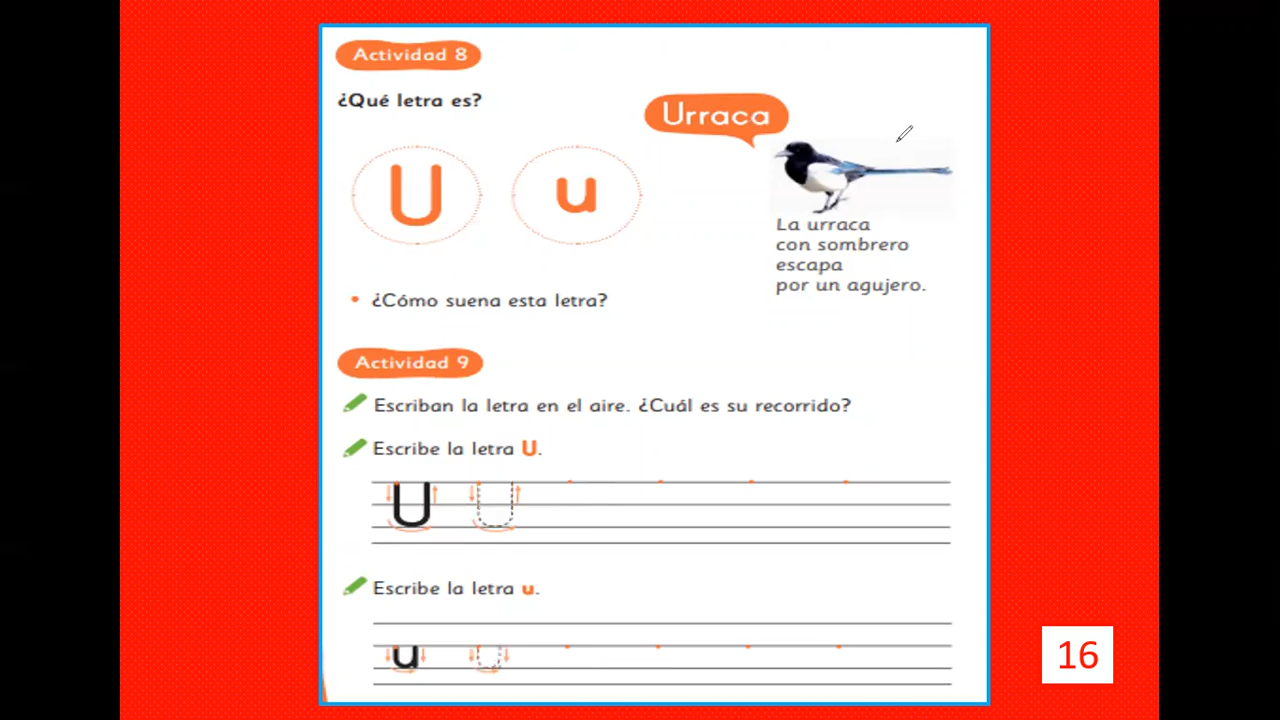 Actividad 8
¿Qué letra es?
Urraca
U u
La urraca
con sombrero
escapa
por un agujero.
¿Cómo suena esta letra?
Actividad 9
Escriban la letra en el aire. ¿Cuál es su recorrido?
Escribe la letra U.
U U
Escribe la letra u.
u u
16